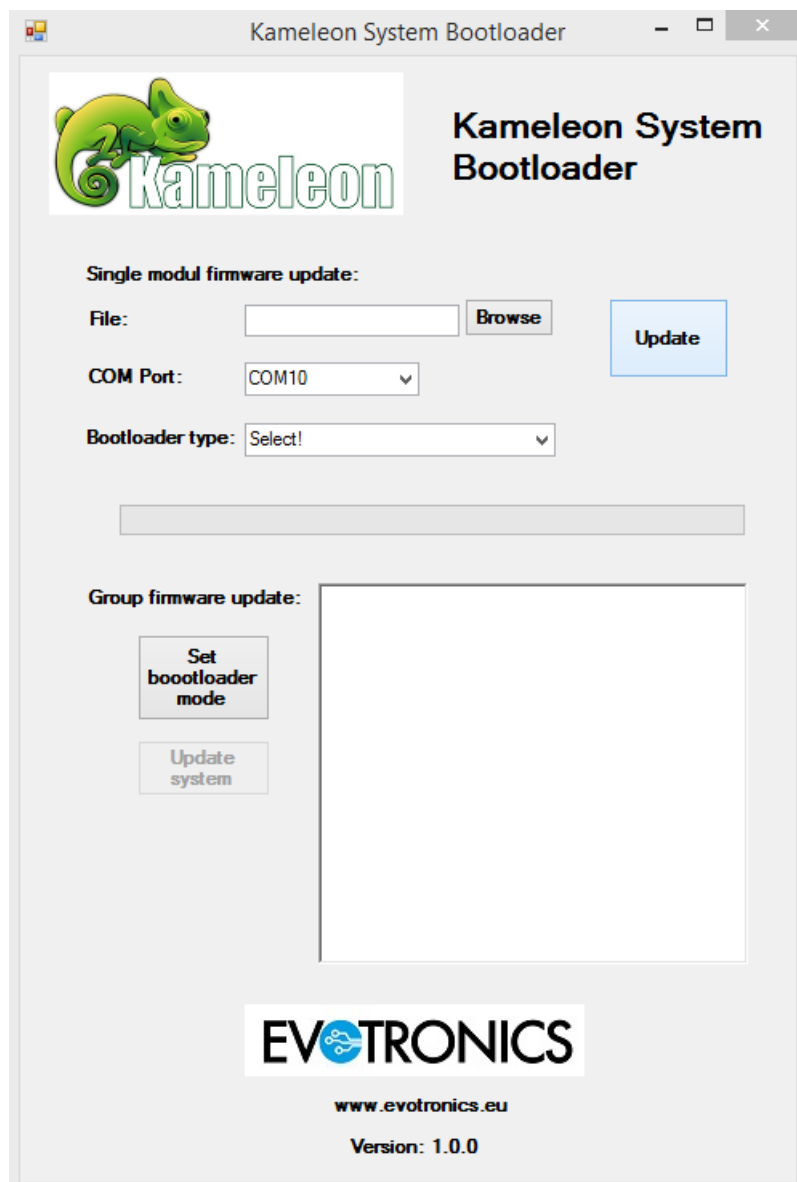 Kameleon System Bootloader
Kameleon
Kameleon System
Bootloader
Single modul firmware update:
File:
Browse
Update
COM Port:
COM10
Bootloader type:
Select!
Group firmware update:
Set
boootloader
mode
Update
system
EVOTRONICS
www.evotronics.eu
Version: 1.0.0